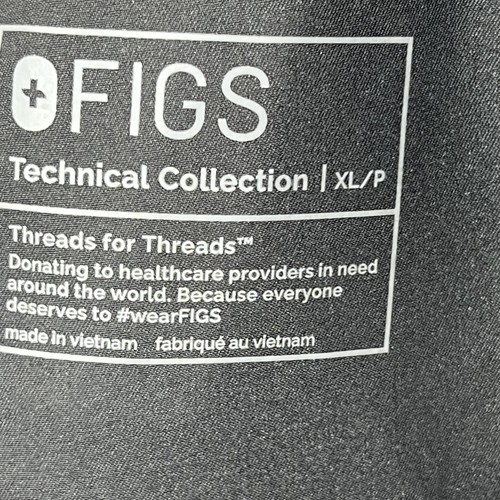 FIGS
Technical Collection | XL/P
Threads for Threads™
Donating to healthcare providers in need
around the world. Because everyone
deserves to #wearFIGS
made in vietnam fabriqué au vietnam